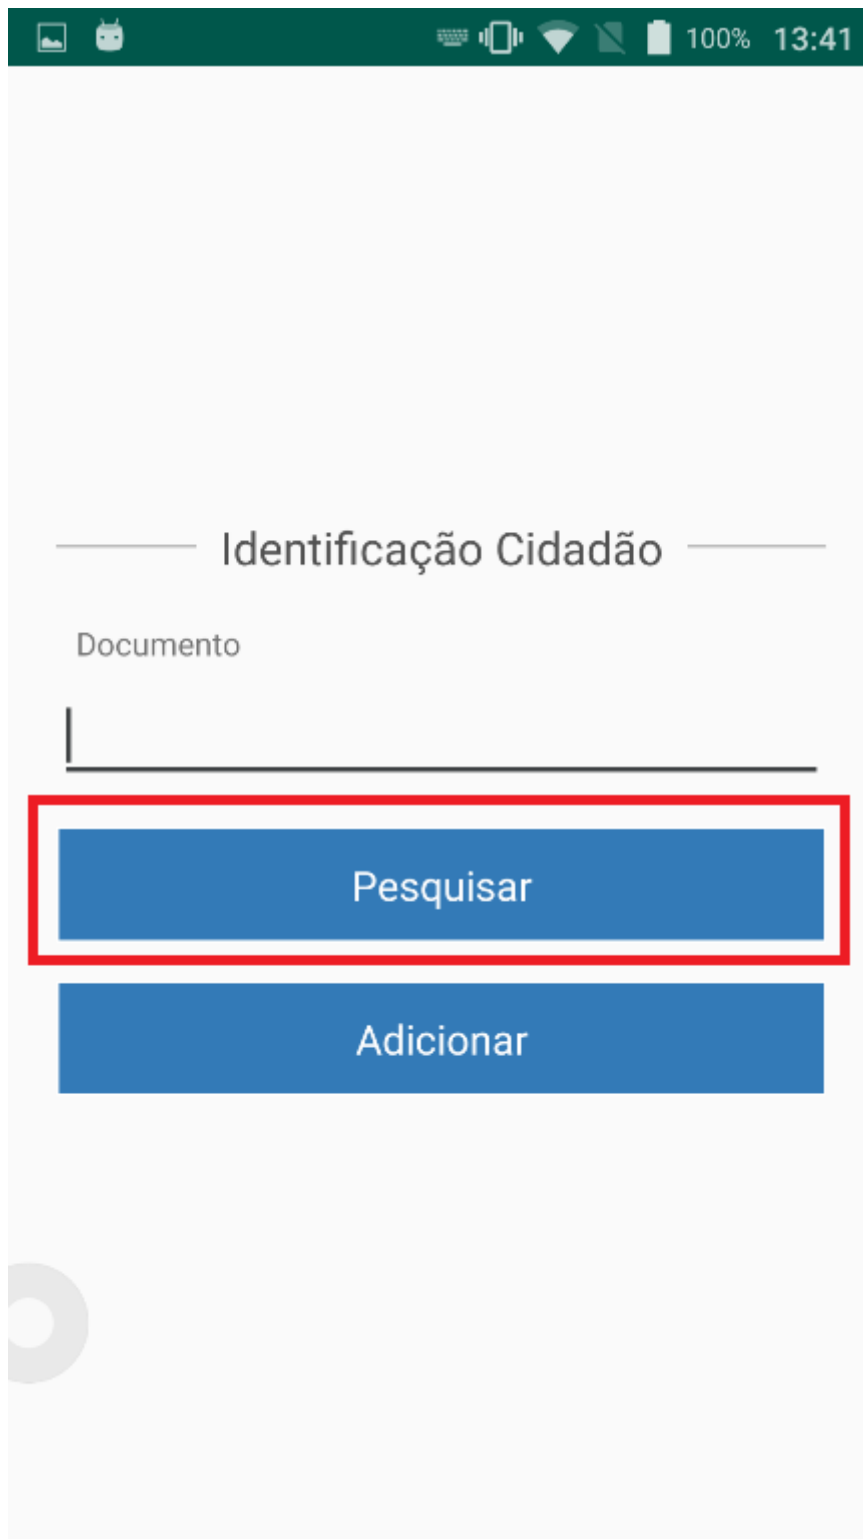 100% 13:41
Identificação Cidadão
Documento
Pesquisar
Adicionar